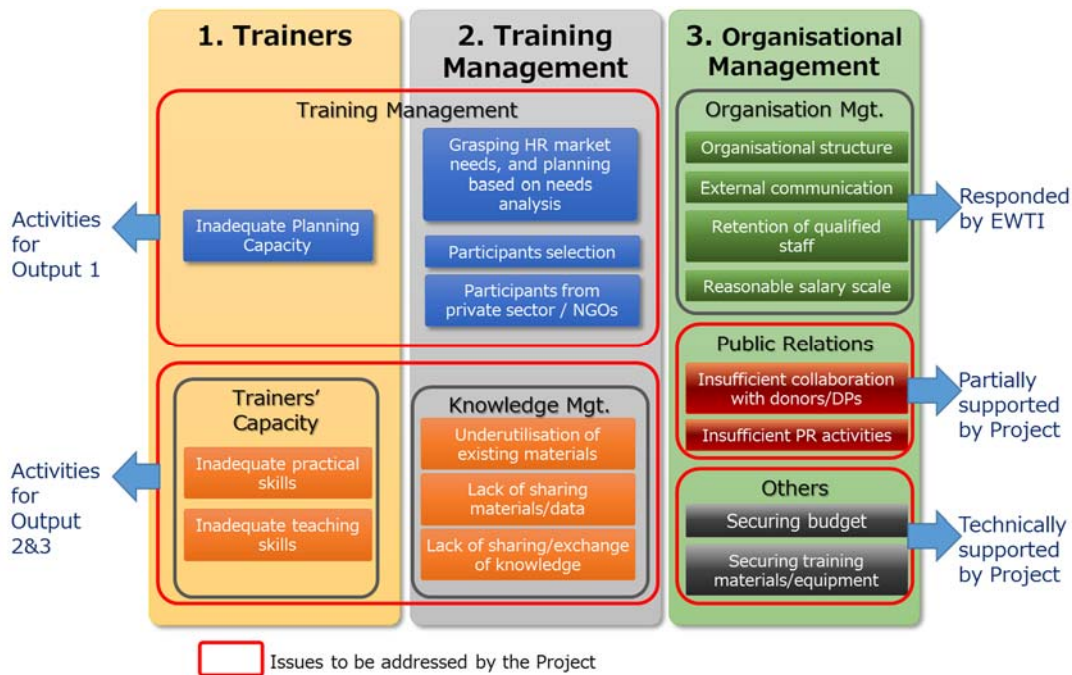 1. Trainers
2. Training
Management
3. Organisational
Management
Training Management
Grasping HR market
needs, and planning
based on needs
analysis
Inadequate Planning
Capacity
Participants selection
Participants from
private sector / NGOs
Activities
for
Output 1
Organisation Mgt.
Organisational structure
External communication
Retention of qualified
staff
Reasonable salary scale
Responded
by EWTI
Public Relations
Insufficient collaboration
with donors/DPs
Insufficient PR activities
Partially
supported
by Project
Trainers’
Capacity
Inadequate practical
skills
Inadequate teaching
skills
Knowledge Mgt.
Underutilisation of
existing materials
Lack of sharing
materials/data
Lack of sharing/exchange
of knowledge
Activities
for
Output
2&3
Others
Securing budget
Securing training
materials/equipment
Technically
supported
by Project
Issues to be addressed by the Project